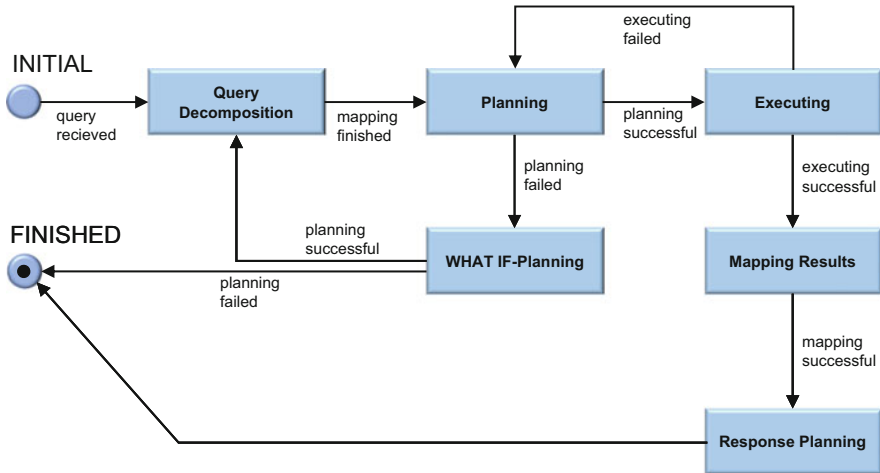 executing
failed
INITIAL
Query
Decomposition
Planning
Executing
query
recieved
mapping
finished
planning
successful
planning
failed
executing
successful
FINISHED
planning
successful
WHAT IF-Planning
Mapping Results
planning
failed
mapping
successful
Response Planning